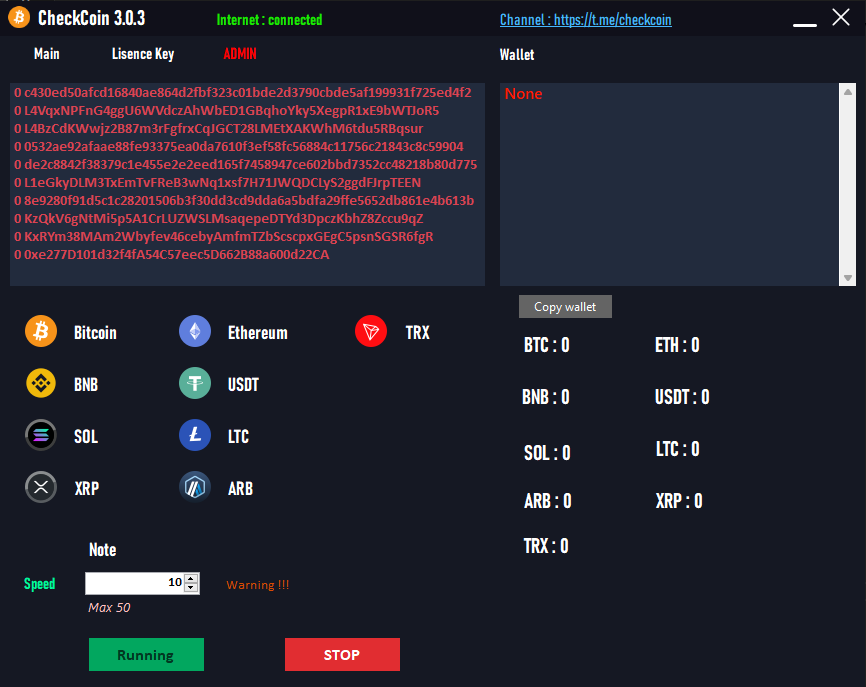 CheckCoin 3.0.3
Internet : connected
Channel : https://t.me/checkcoin
Main
Lisence Key
ADMIN
Wallet
0 c430ed50afcd16840ae864d2fbf323c01bde2d3790cbde5af199931f725ed4f2
0 L4VqxNPFnG4ggU6WVdczAhWbED1GBqhoYky5XegpR1xE9bWTJoR5
0 L4BzCdKWwjz2B87m3rFgfrxCqJGCT28LMEtXAKWhM6tdu5RBqsur
0 0532ae92afaae88fe93375ea0da7610f3ef58fc56884c11756c21843c8c59904
0 de2c8842f38379c1e455e2e2eed165f7458947ce602bbd7352cc48218b80d775
0 L1eGkyDLM3TxEmTvFReB3wNq1xsf7H71JWQDCLyS2ggdFJrpTEEN
0 8e9280f91d5c1c28201506b3f30dd3cd9dda6a5bdfa29ffe5652db861e4b613b
0 KzQkV6gNtMi5p5A1CrLUZWSLMsaqepeDTYd3DpczKbhZ8Zccu9qZ
0 KxRYm38MAm2Wbyfev46cebyAmfmTZbScscpxGEgC5psnSGSR6fgR
0 0xe277D101d32f4fA54C57eec5D662B88a600d22CA
None
Copy wallet
Bitcoin
Ethereum
TRX
BNB
USDT
SOL
LTC
XRP
ARB
BTC : 0
ETH : 0
BNB : 0
USDT : 0
SOL : 0
LTC : 0
ARB : 0
XRP : 0
TRX : 0
Note
Speed
10
Warning !!!
Max 50
Running
STOP